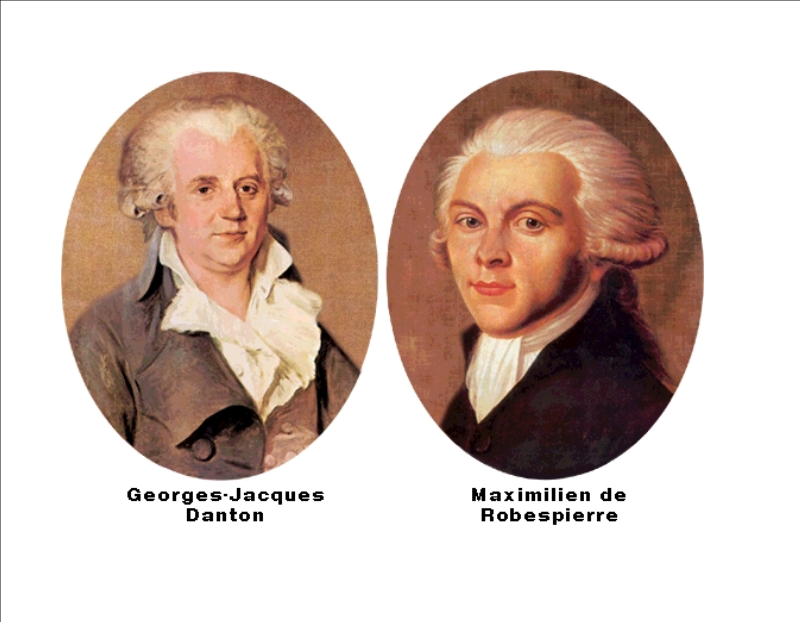 Georges-Jacques
Danton
Maximilien de
Robespierre